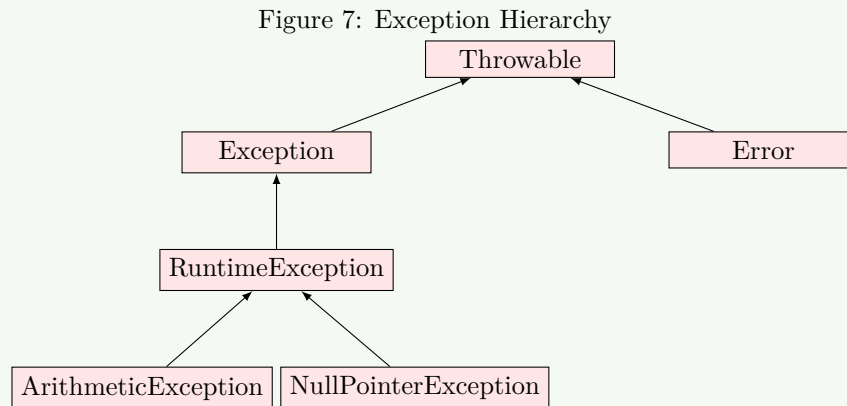 Figure 7: Exception Hierarchy
Throwable
Exception
Error
RuntimeException
ArithmeticException
NullPointerException